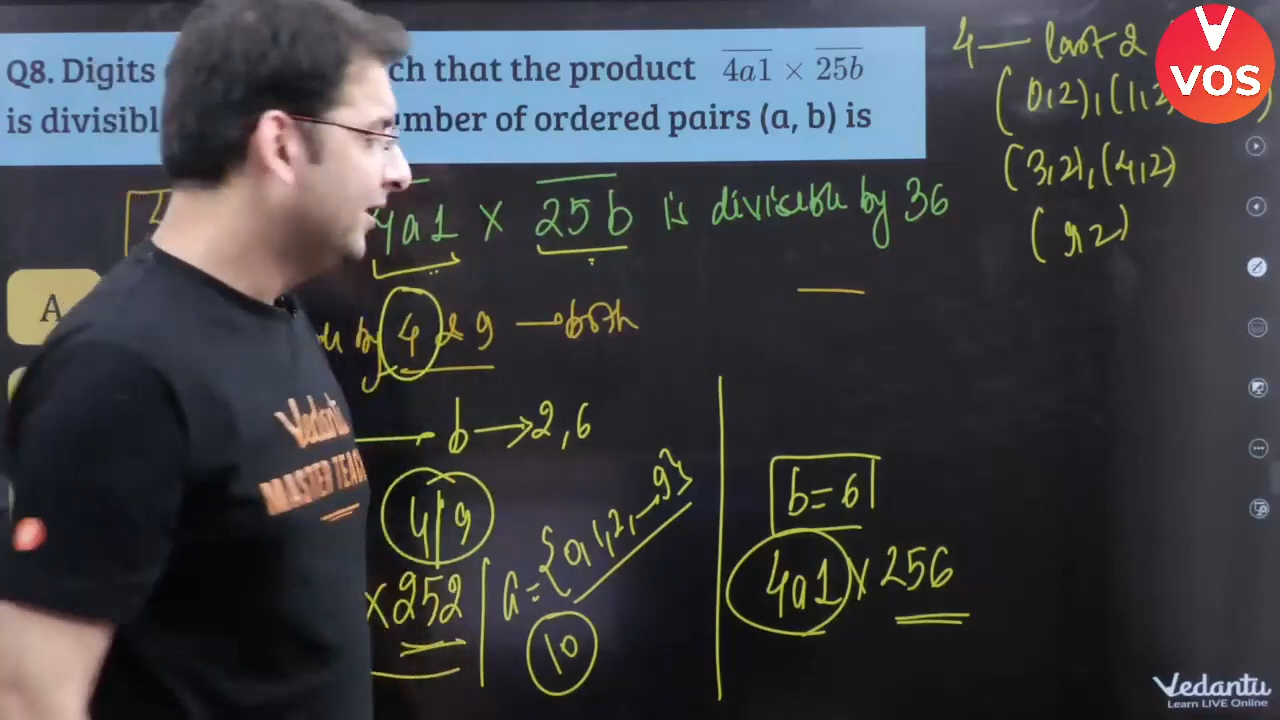 Q8. Digits ch that the product 4a1 × 25b
is divisibl mber of ordered pairs (a, b) is
4 — last 2
(0,2), (1,2
(3,2), (4,2)
(9,2)
VOS
4a1 × 25b is divisible by 36
by 4 & 9 → both
A
b → 2, 6
4 | 9
× 252
a = {0, 1, 2, — 9}
10
b = 6
4a1 × 256
Vedantu
MASTER TEA
Vedantu
Learn LIVE Online